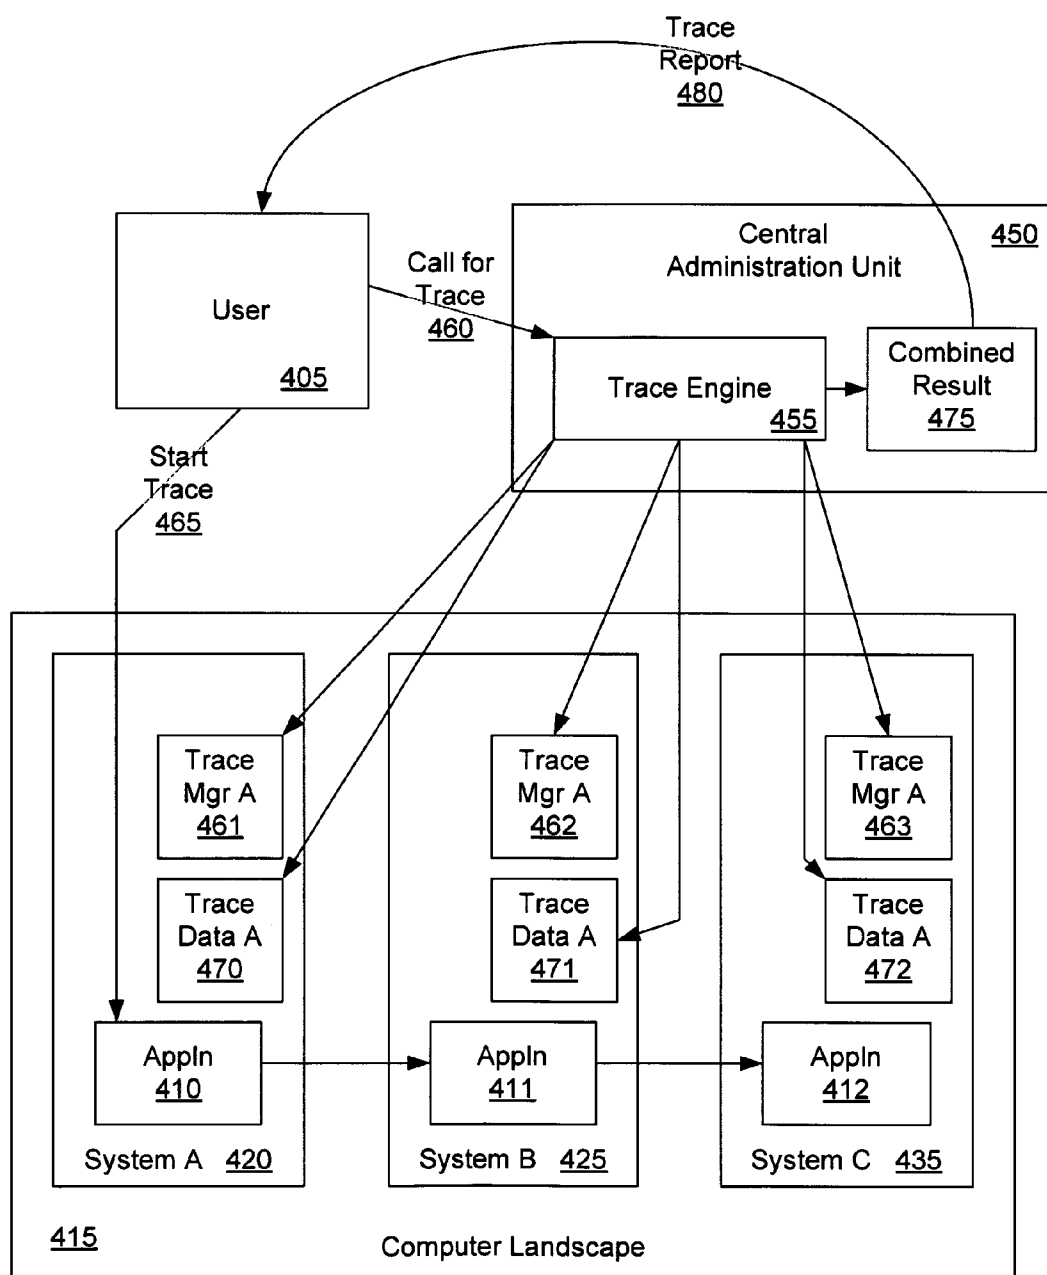 Trace
Report
480
Central
Administration Unit
450
User
405
Call for
Trace
460
Trace Engine
455
Combined
Result
475
Start
Trace
465
Trace
Mgr A
461
Trace
Mgr A
462
Trace
Mgr A
463
Trace
Data A
470
Trace
Data A
471
Trace
Data A
472
Appln
410
Appln
411
Appln
412
System A 420
System B 425
System C 435
415
Computer Landscape